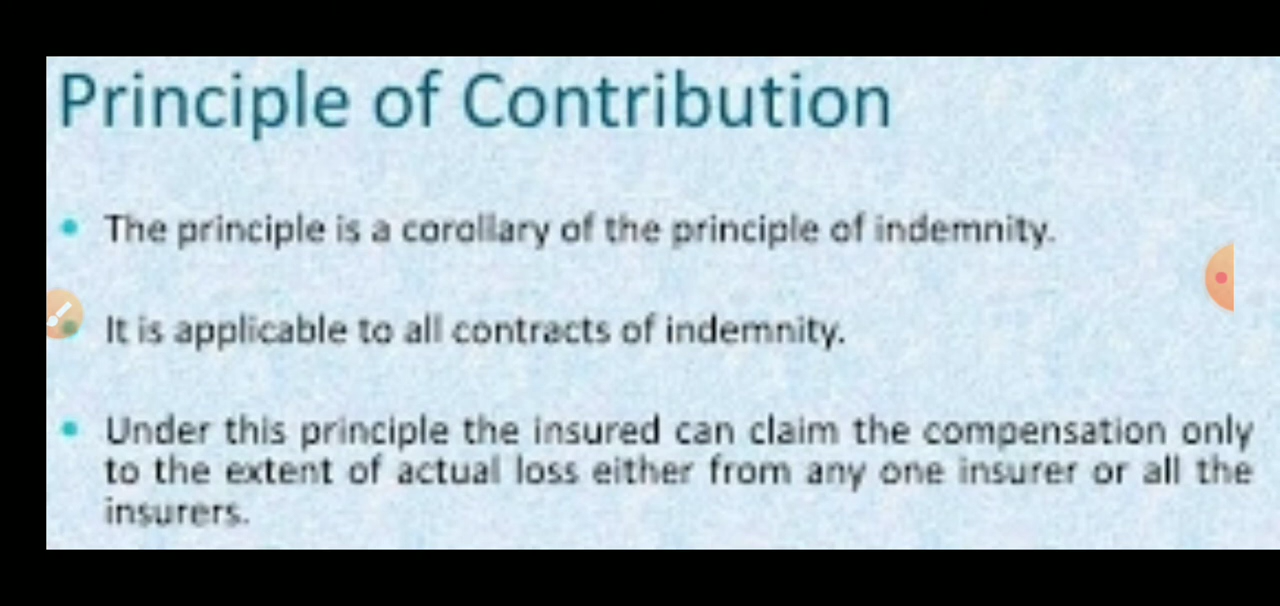 Principle of Contribution
• The principle is a corollary of the principle of indemnity.
• It is applicable to all contracts of indemnity.
• Under this principle the insured can claim the compensation only
to the extent of actual loss either from any one insurer or all the
insurers.